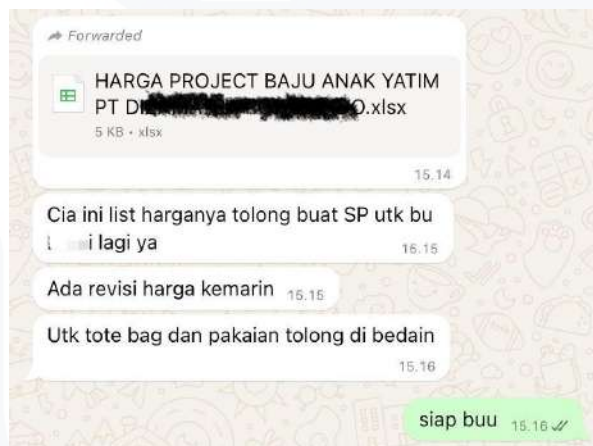 Forwarded
HARGA PROJECT BAJU ANAK YATIM
PT D O.xlsx
5 KB • xlsx
15.14
Cia ini list harganya tolong buat SP utk bu
i lagi ya 15.15
Ada revisi harga kemarin 15.15
Utk tote bag dan pakaian tolong di bedain
15.16
siap buu 15.16